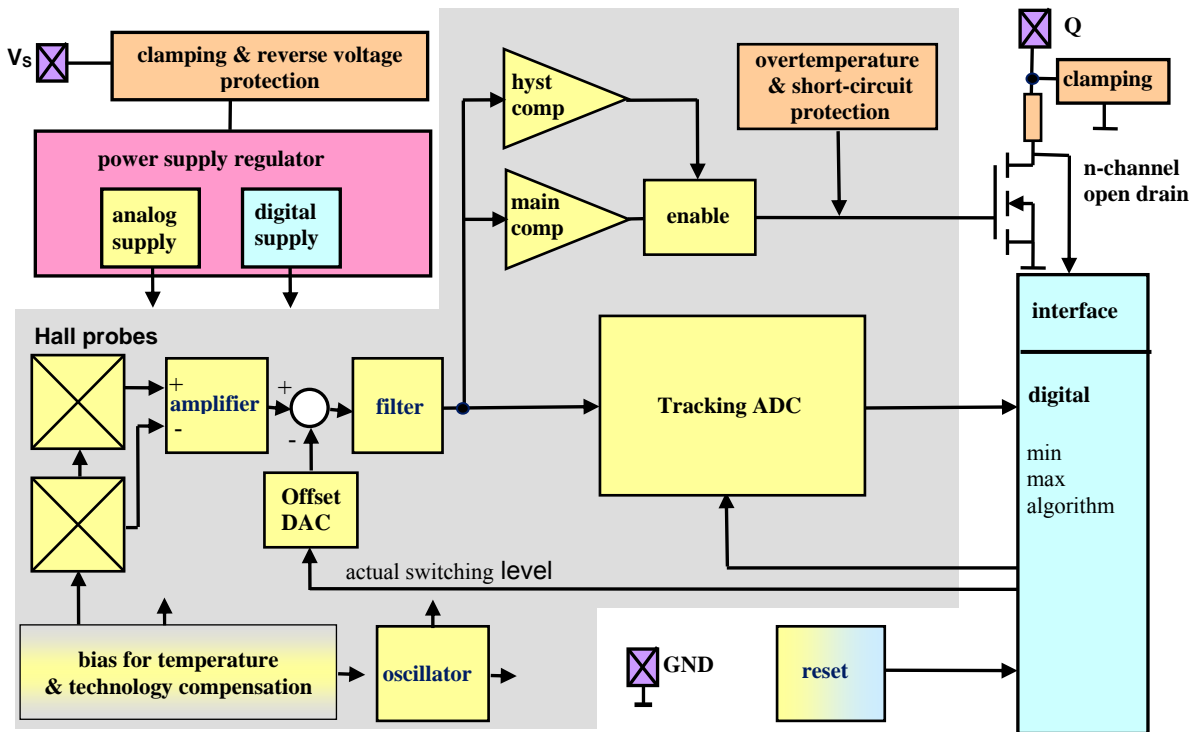 V_S
clamping & reverse voltage
protection
power supply regulator
analog
supply
digital
supply
hyst
comp
main
comp
overtemperature
& short-circuit
protection
enable
Q
clamping
n-channel
open drain
Hall probes
+
-
amplifier
+
-
filter
Offset
DAC
Tracking ADC
interface
digital
min
max
algorithm
actual switching level
bias for temperature
& technology compensation
oscillator
GND
reset